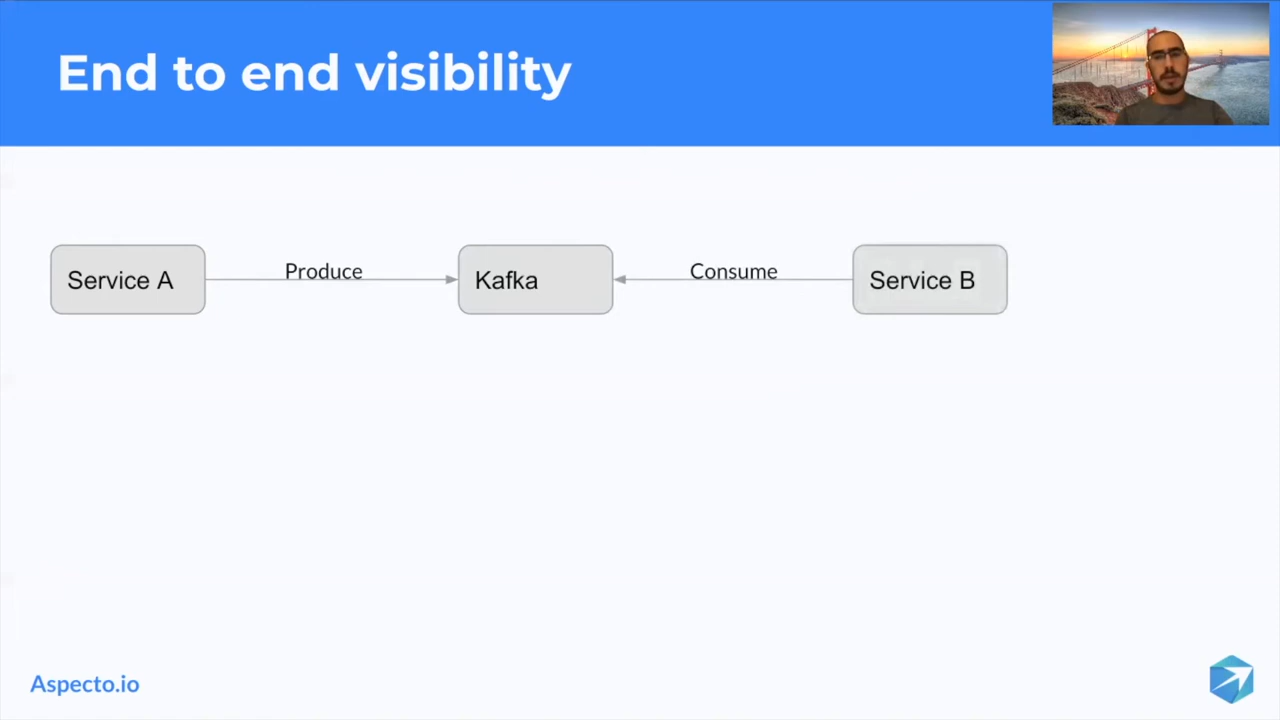 End to end visibility
Service A
Produce
Kafka
Consume
Service B
Aspecto.io